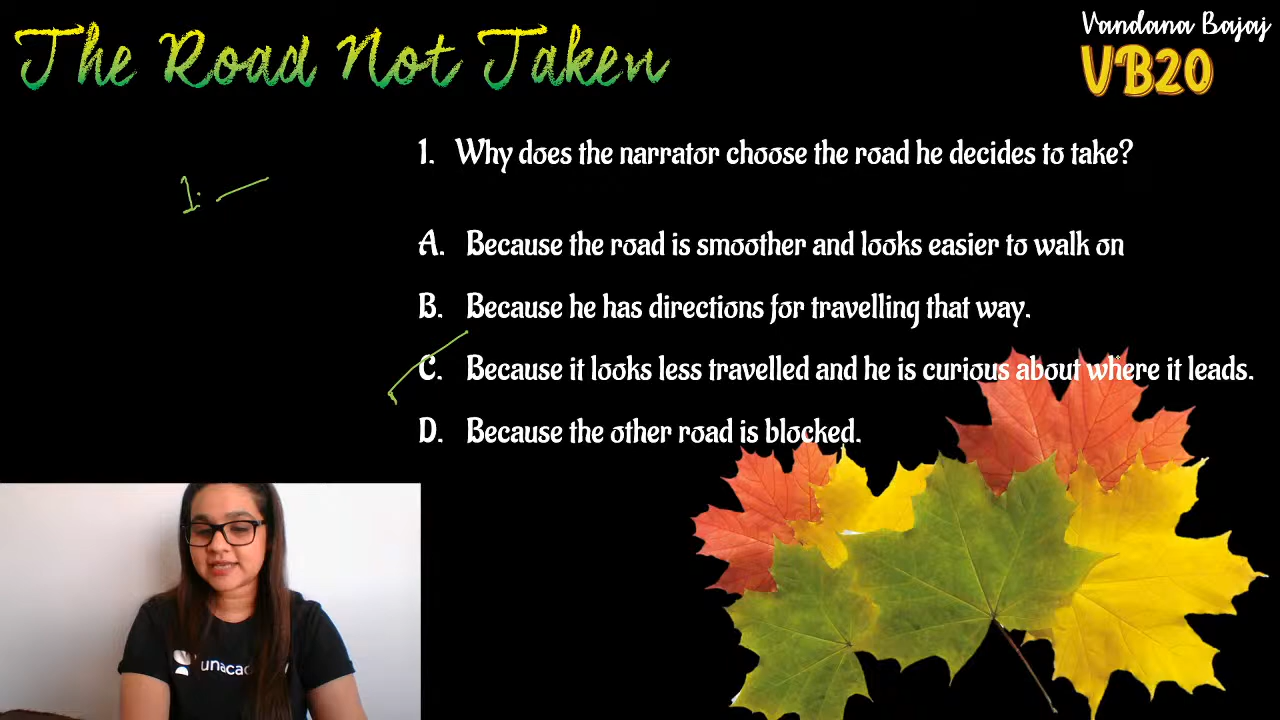 The Road Not Taken
Vandana Bajaj
VB20
1. Why does the narrator choose the road he decides to take?
1. —
A. Because the road is smoother and looks easier to walk on
B. Because he has directions for travelling that way.
C. Because it looks less travelled and he is curious about where it leads.
D. Because the other road is blocked.